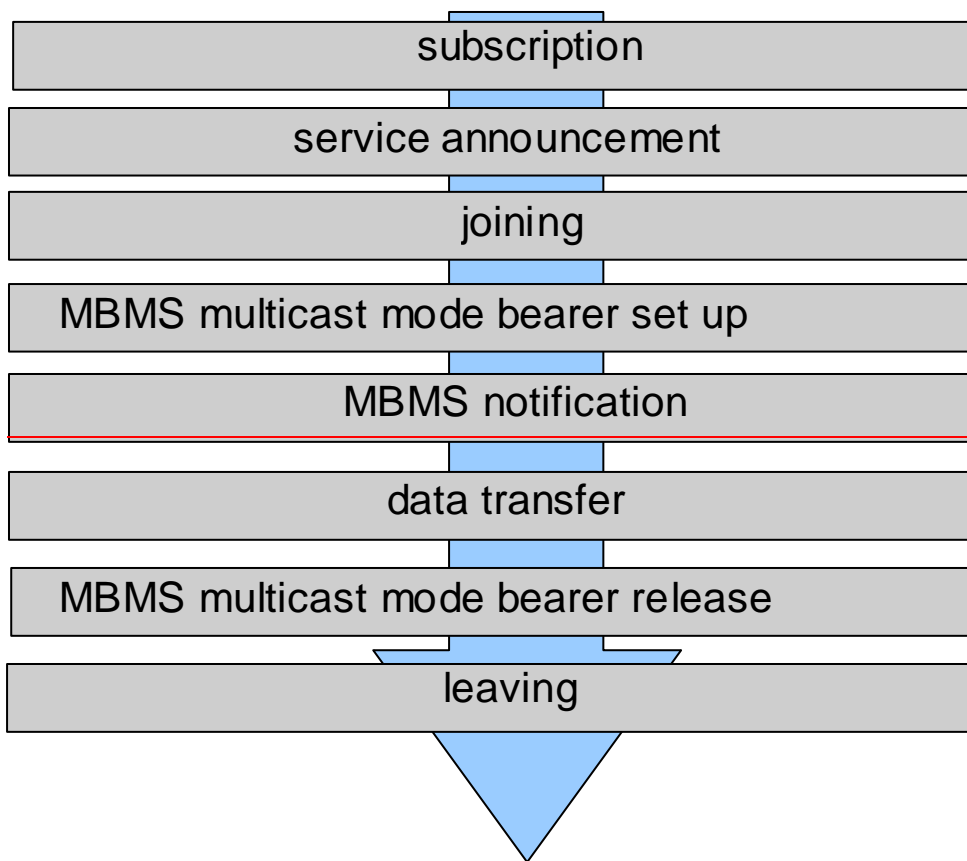 subscription
service announcement
joining
MBMS multicast mode bearer set up
MBMS notification
data transfer
MBMS multicast mode bearer release
leaving